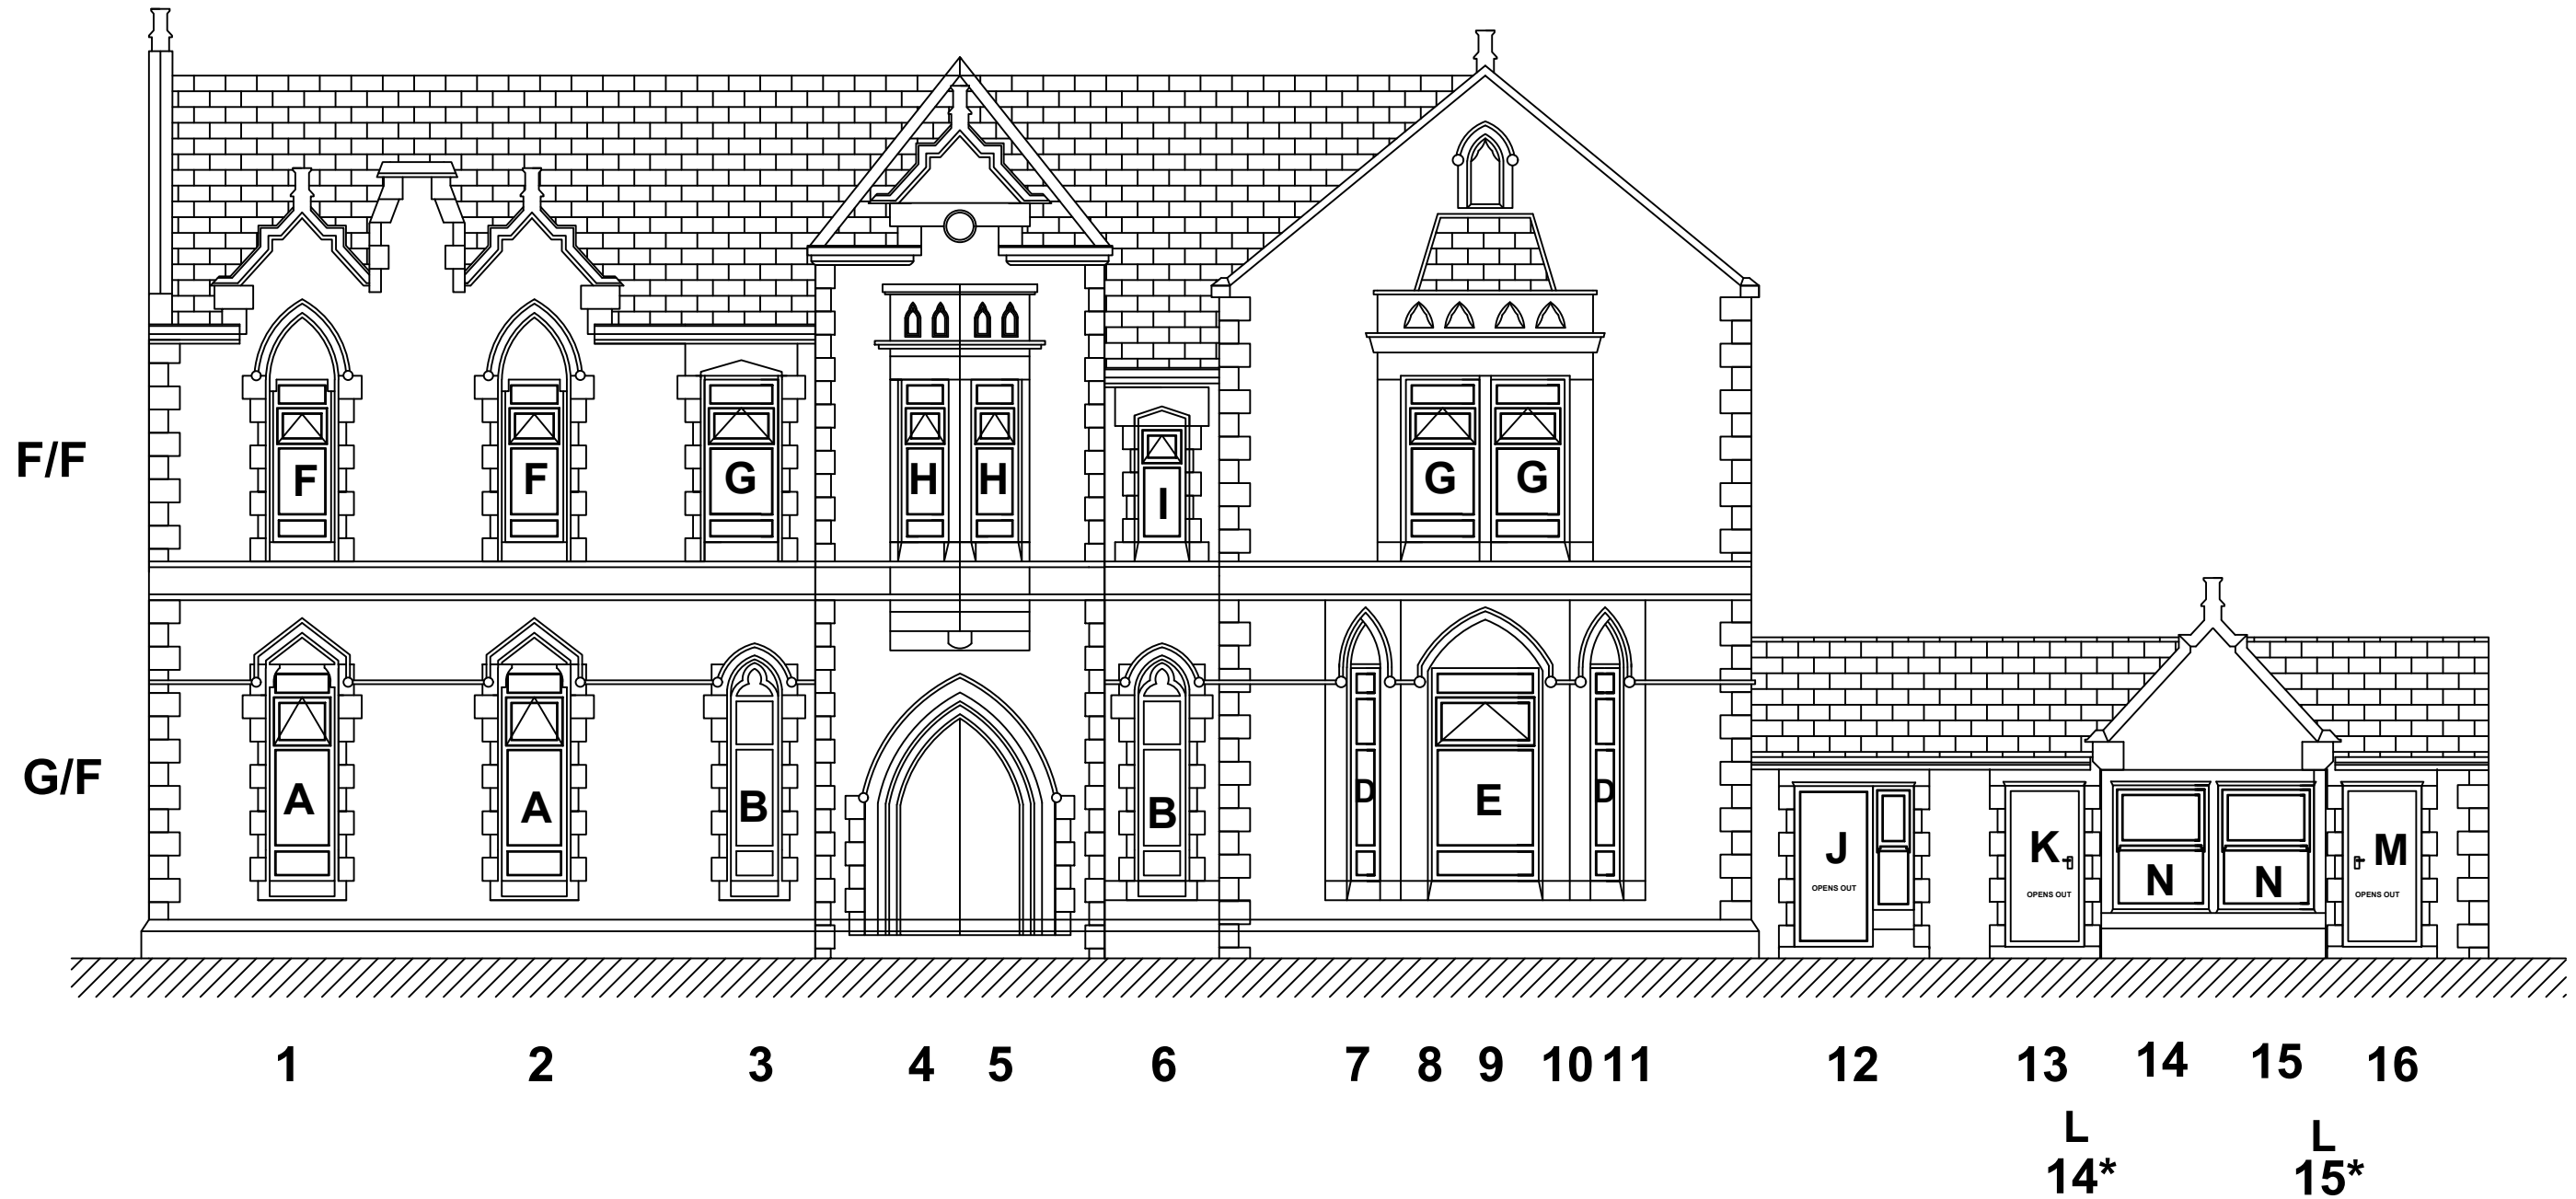 F/F
F F G H H I G G
G/F
A A B B D E D J K N N M
OPENS OUT OPENS OUT OPENS OUT
1 2 3 4 5 6 7 8 9 10 11 12 13 14 15 16
L L
14* 15*